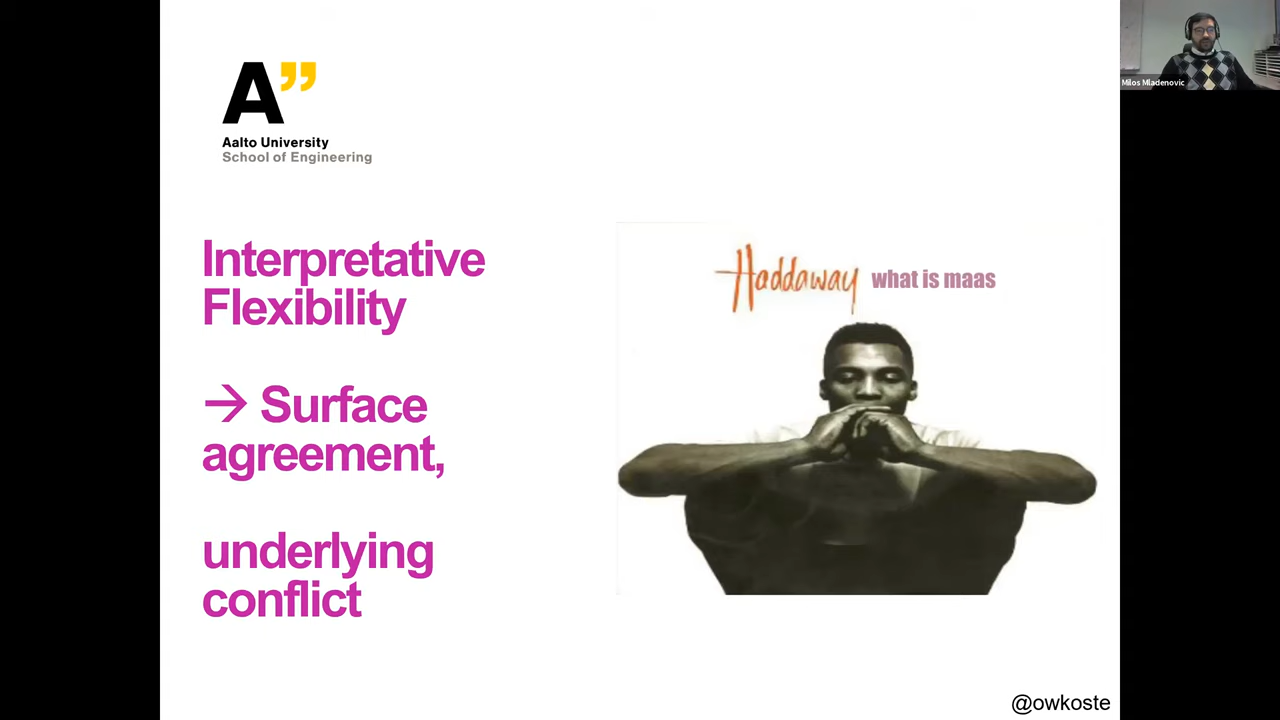 A”
Aalto University
School of Engineering
Interpretative
Flexibility
→ Surface
agreement,
underlying
conflict
Haddaway what is maas
Milos Mladenovic
@owkoste